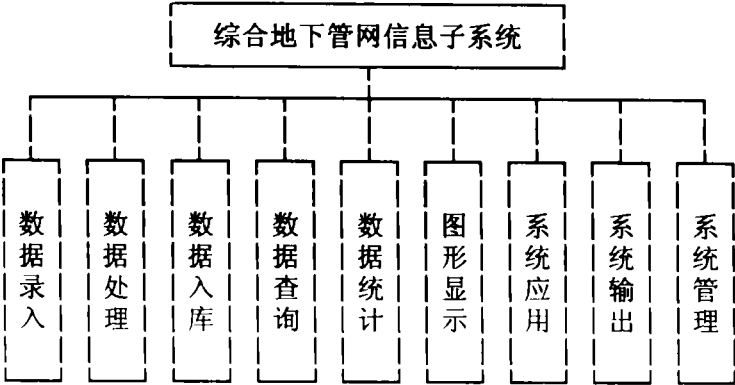 综合地下管网信息子系统
数据录入
数据处理
数据入库
数据查询
数据统计
图形显示
系统应用
系统输出
系统管理